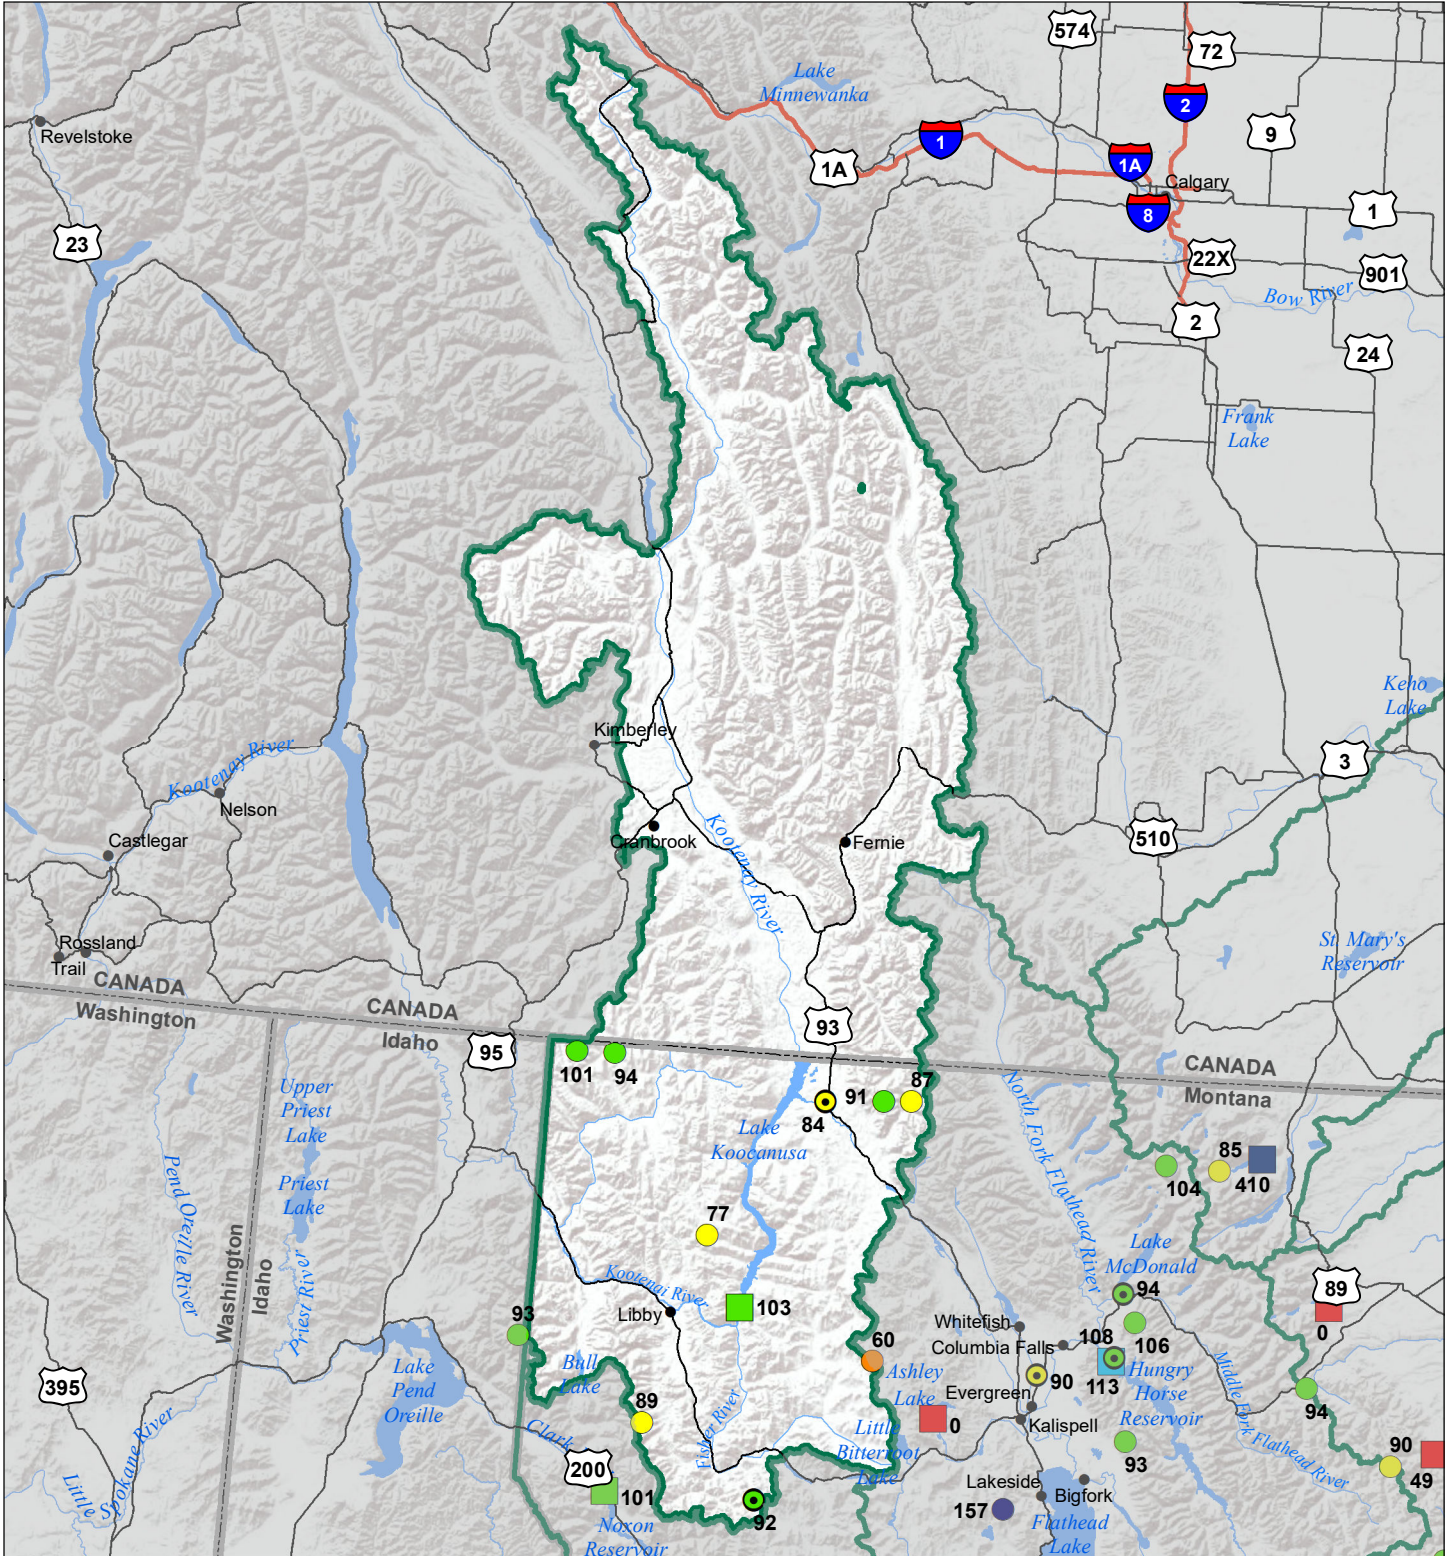 574
72
Lake
Minnewanka
2
Revelstoke
1
9
1A
1A
Calgary
8
1
23
22X
901
Bow River
2
24
Frank
Lake
Keho
Lake
Kimberley
3
Kootenay River
Nelson
Castlegar
Cranbrook
Kootenay River
Fernie
510
Rossland
Trail
St. Mary's
Reservoir
CANADA
Washington
CANADA
Idaho
93
95
CANADA
Montana
101
94
Upper
Priest
Lake
91
87
84
Lake
Koocanusa
North Fork Flathead River
85
410
104
Pend Oreille River
Priest
Lake
77
Washington
Idaho
Priest River
Lake
McDonald
Kootenai River
Libby
103
94
89
0
93
Whitefish
Columbia Falls
108
106
60
Ashley
Lake
Bull
Lake
Lake
Pend
Oreille
113
Hungry
Horse
Reservoir
90
Evergreen
Middle Fork Flathead River
395
89
0
Kalispell
94
Fisher River
Little
Bitterroot
Lake
Clark
200
93
90
49
Little Spokane River
101
Lakeside
Bigfork
157
92
Noxon
Reservoir
Flathead
Lake